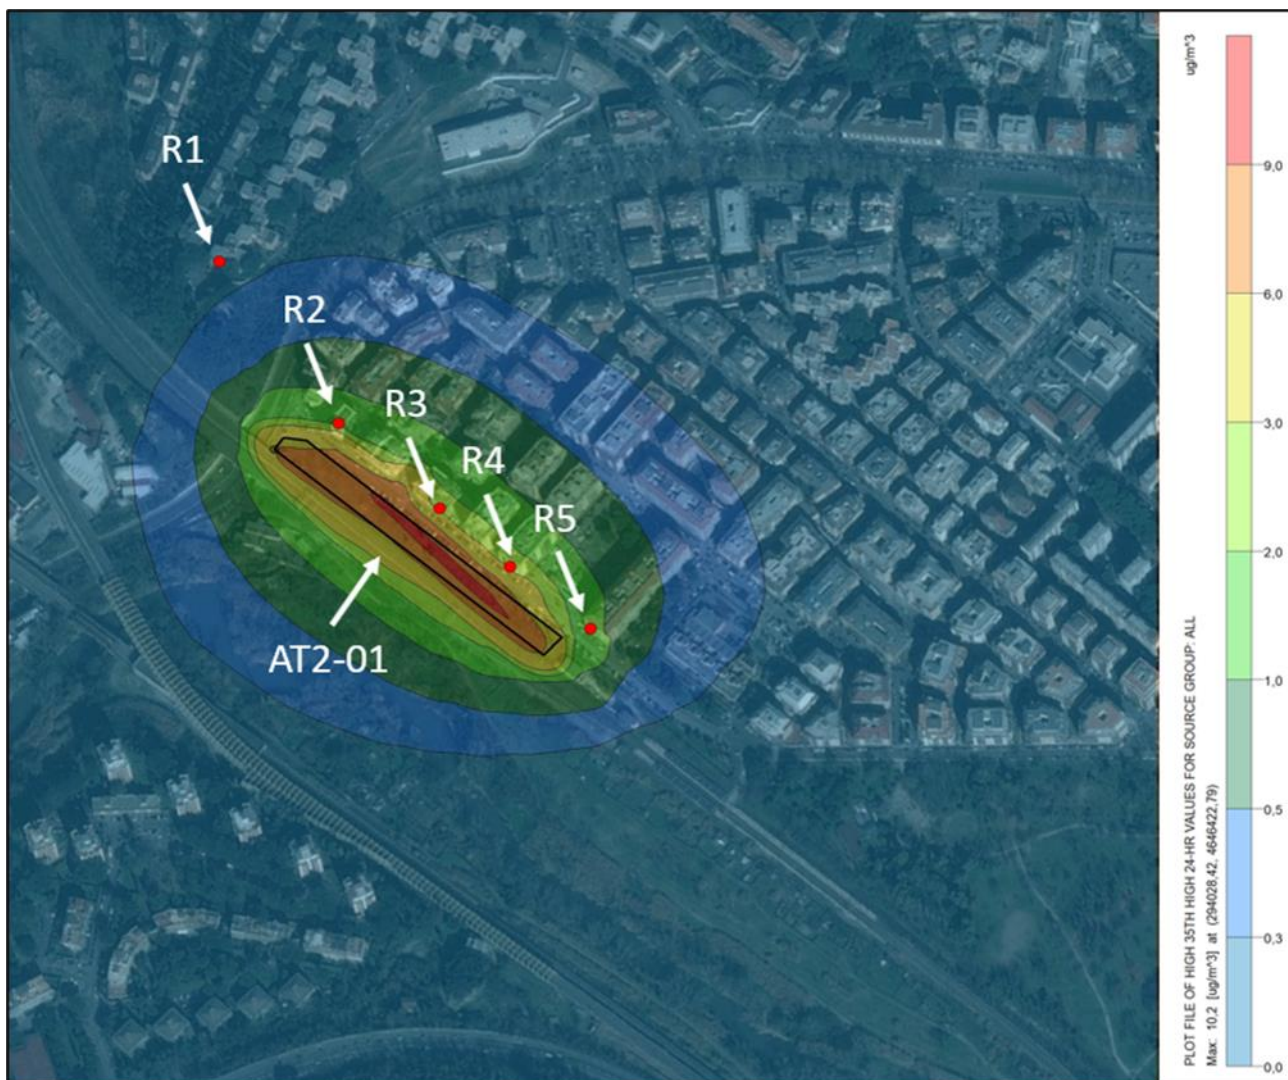 R1
R2
R3
R4
R5
AT2-01
ug/m^3
9,0
6,0
3,0
2,0
1,0
0,5
0,3
0,0
PLOT FILE OF HIGH 35TH HIGH 24-HR VALUES FOR SOURCE GROUP: ALL
Max: 10,2 [ug/m^3] at (294028,42, 4646422,79)